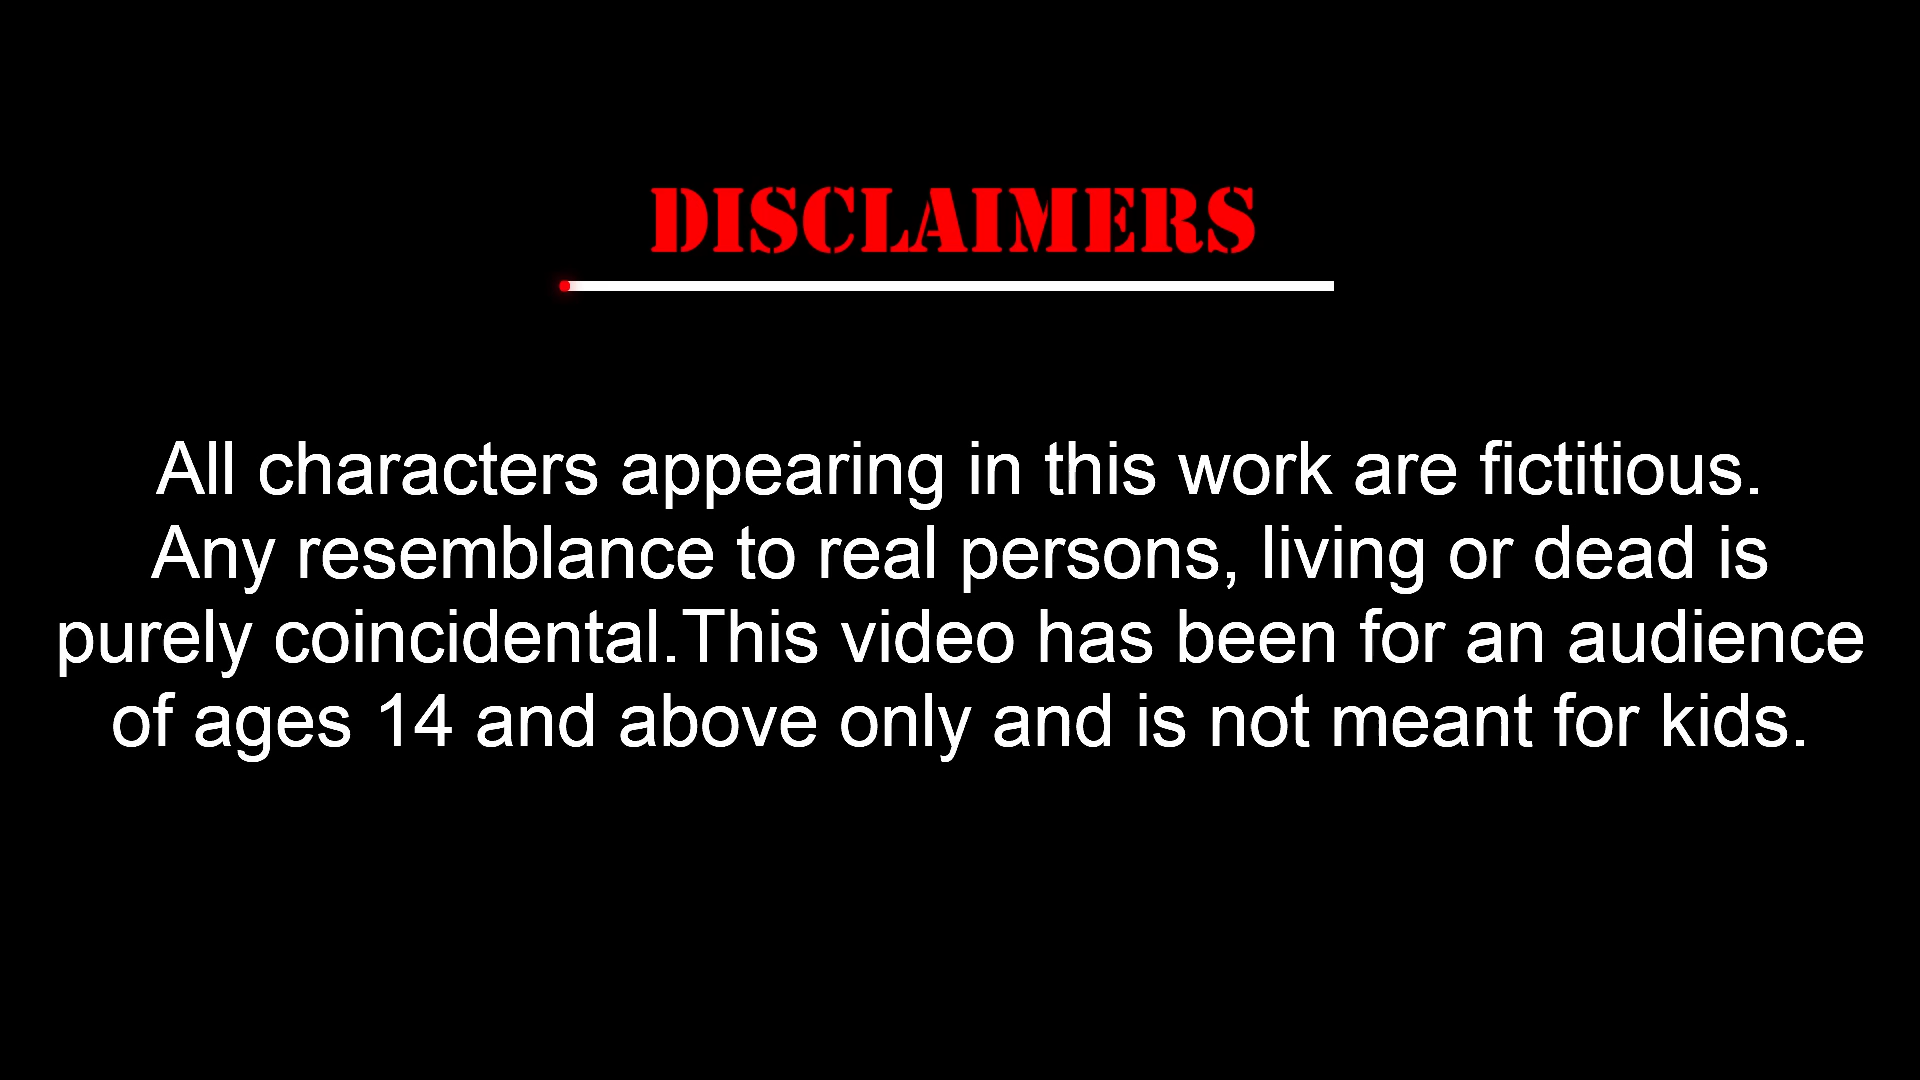 DISCLAIMERS
All characters appearing in this work are fictitious.
Any resemblance to real persons, living or dead is
purely coincidental.This video has been for an audience
of ages 14 and above only and is not meant for kids.